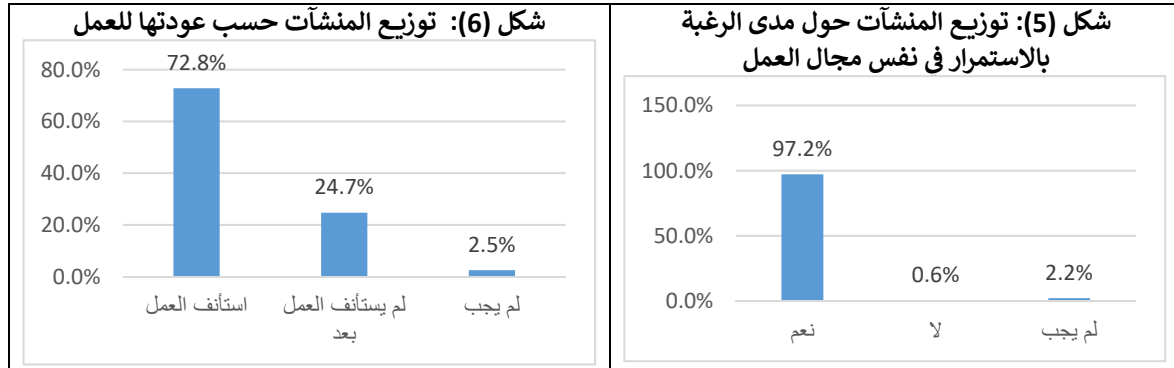 شكل (5): توزيع المنشآت حول مدى الرغبة
بالاستمرار في نفس مجال العمل
150.0%
100.0%
50.0%
0.0%
97.2%
0.6%
2.2%
نعم
لا
لم يجب
شكل (6): توزيع المنشآت حسب عودتها للعمل
80.0%
60.0%
40.0%
20.0%
0.0%
72.8%
24.7%
2.5%
استأنف العمل
لم يستأنف العمل
بعد
لم يجب